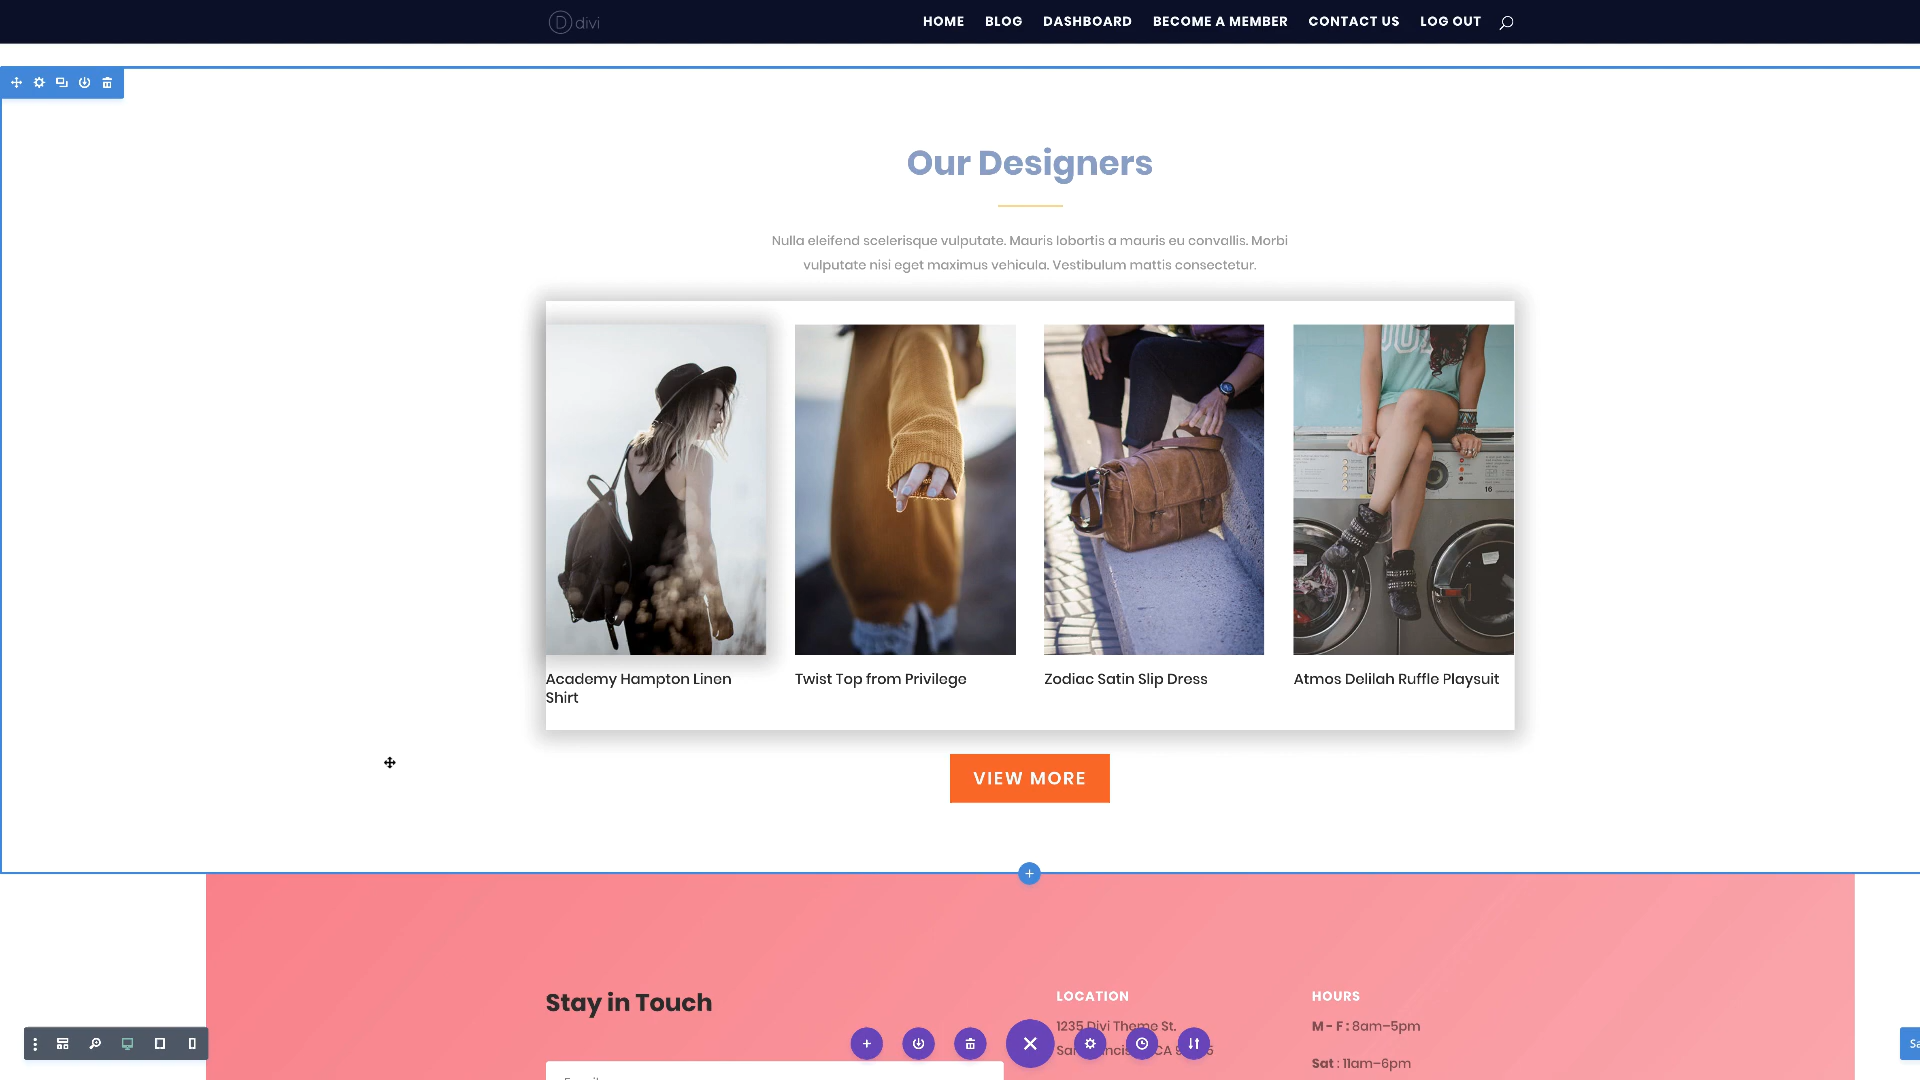 divi
HOME BLOG DASHBOARD BECOME A MEMBER CONTACT US LOG OUT
Our Designers
Nulla eleifend scelerisque vulputate. Mauris lobortis a mauris eu convallis. Morbi
vulputate nisi eget maximus vehicula. Vestibulum mattis consectetur.
Academy Hampton Linen
Shirt
Twist Top from Privilege
Zodiac Satin Slip Dress
Atmos Delilah Ruffle Playsuit
VIEW MORE
Stay in Touch
LOCATION
1235 Divi Theme St.
CA
HOURS
M - F : 8am–5pm
Sat : 11am–6pm